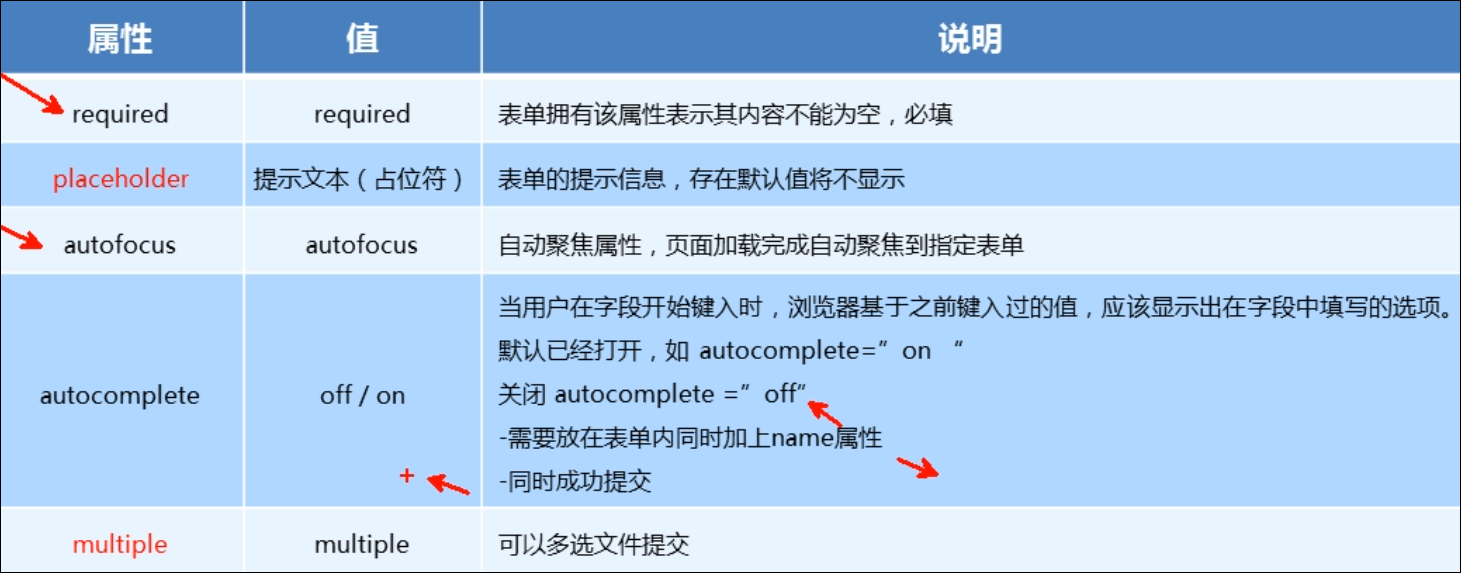 属性 值 说明
required required 表单拥有该属性表示其内容不能为空，必填
placeholder 提示文本（占位符） 表单的提示信息，存在默认值将不显示
autofocus autofocus 自动聚焦属性，页面加载完成自动聚焦到指定表单
autocomplete off / on 当用户在字段开始键入时，浏览器基于之前键入过的值，应该显示出在字段中填写的选项。
默认已经打开，如 autocomplete=”on “
关闭 autocomplete =”off”
-需要放在表单内同时加上name属性
-同时成功提交
multiple multiple 可以多选文件提交